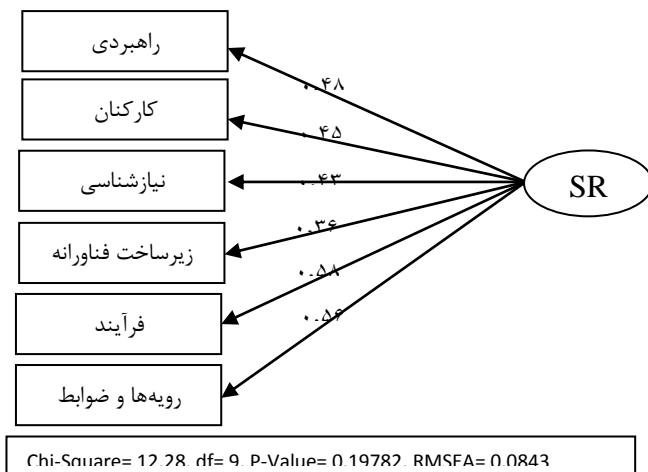 راهبردی
۰.۴۸
کارکنان
۰.۴۵
نیازشناسی
۰.۴۳
SR
زیرساخت فناورانه
۰.۳۶
فرآیند
۰.۵۸
رویه‌ها و ضوابط
۰.۵۶
Chi-Square= 12.28, df= 9, P-Value= 0.19782, RMSEA= 0.0843